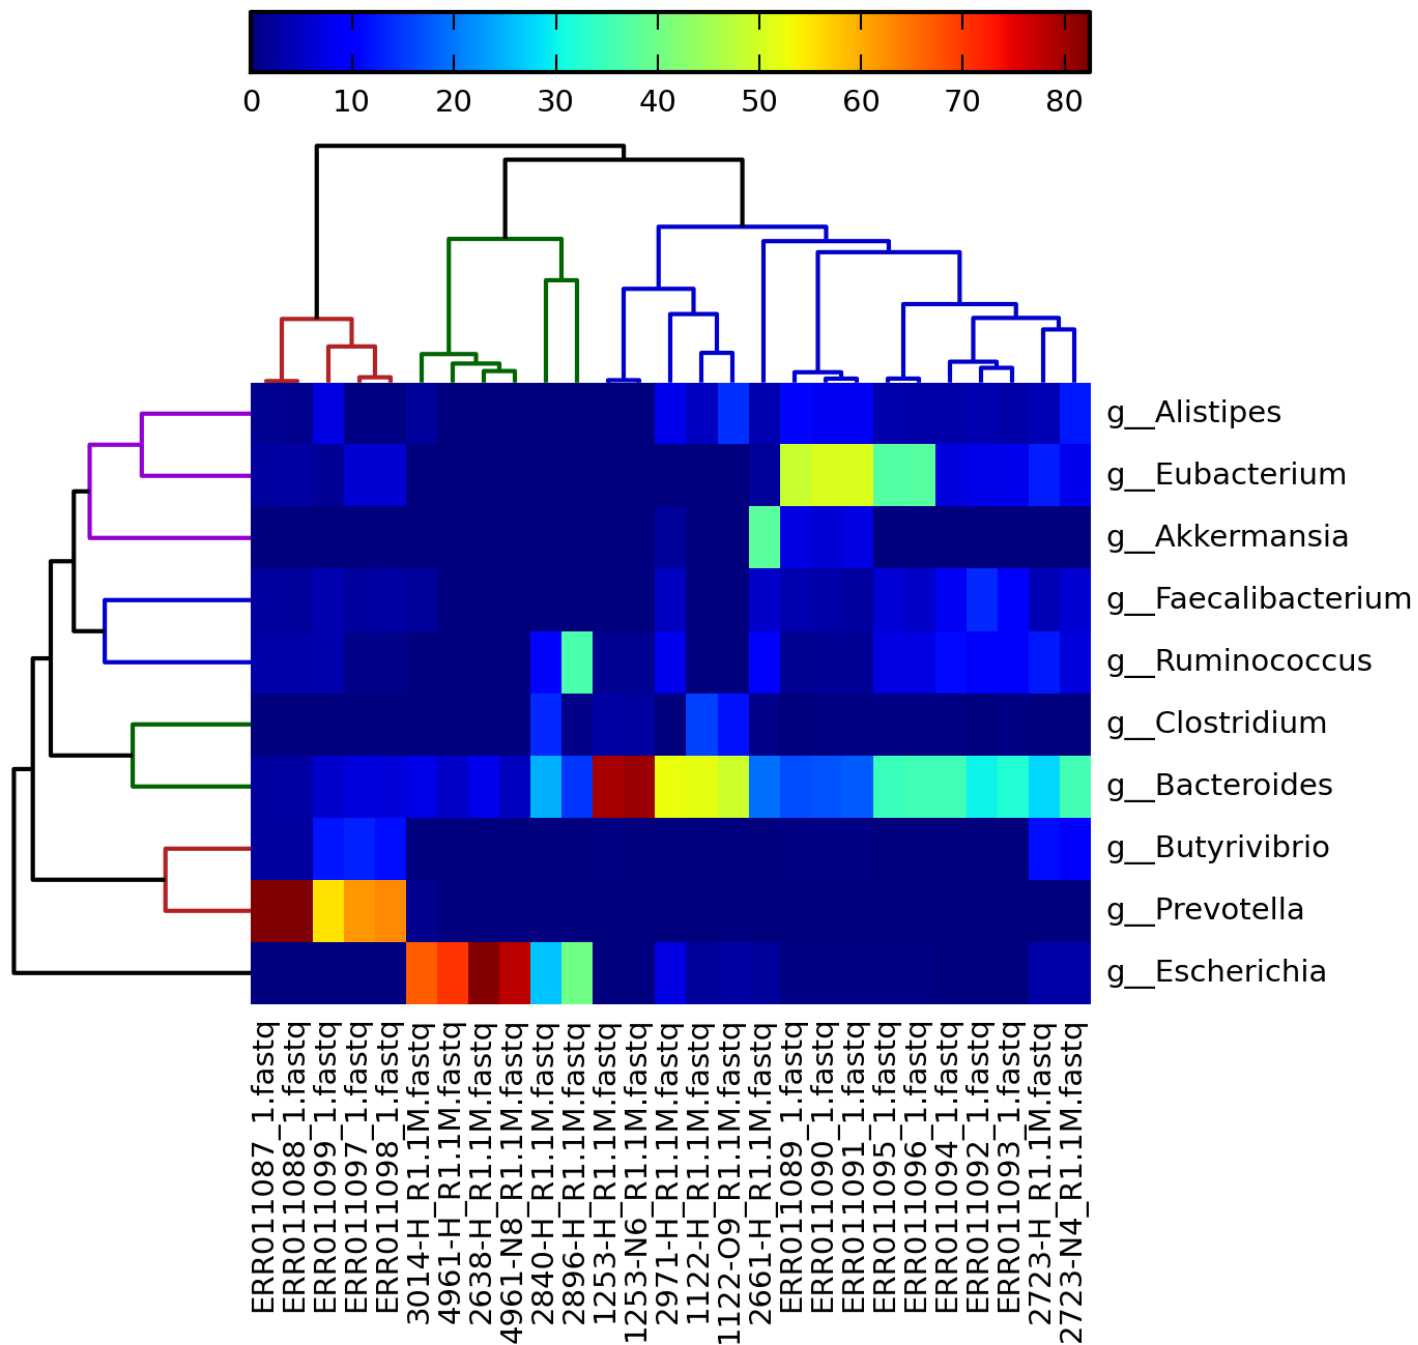 0 10 20 30 40 50 60 70 80
g__Alistipes
g__Eubacterium
g__Akkermansia
g__Faecalibacterium
g__Ruminococcus
g__Clostridium
g__Bacteroides
g__Butyrivibrio
g__Prevotella
g__Escherichia
ERR011087_1.fastq
ERR011088_1.fastq
ERR011099_1.fastq
ERR011097_1.fastq
ERR011098_1.fastq
3014-H_R1.1M.fastq
4961-H_R1.1M.fastq
2638-H_R1.1M.fastq
4961-N8_R1.1M.fastq
2840-H_R1.1M.fastq
2896-H_R1.1M.fastq
1253-H_R1.1M.fastq
1253-N6_R1.1M.fastq
2971-H_R1.1M.fastq
1122-H_R1.1M.fastq
1122-O9_R1.1M.fastq
2661-H_R1.1M.fastq
ERR011089_1.fastq
ERR011090_1.fastq
ERR011091_1.fastq
ERR011095_1.fastq
ERR011096_1.fastq
ERR011094_1.fastq
ERR011092_1.fastq
ERR011093_1.fastq
2723-H_R1.1M.fastq
2723-N4_R1.1M.fastq